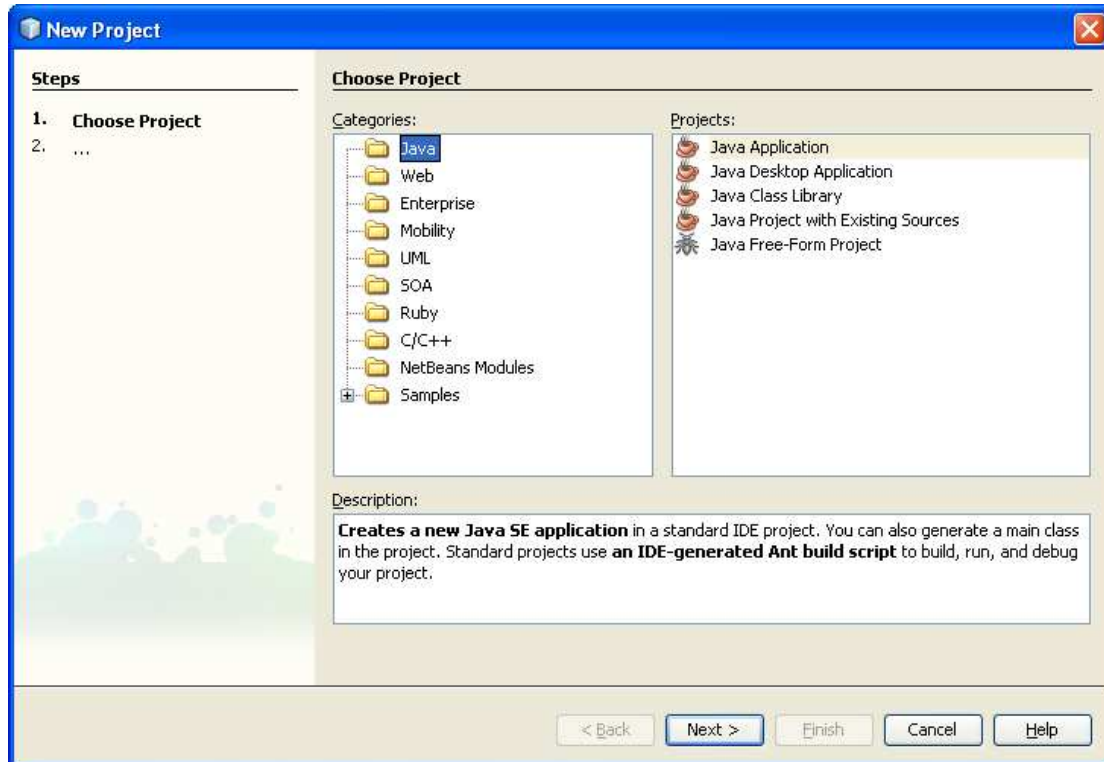 New Project
Steps
1. Choose Project
2. ...
Choose Project
Categories:
Java
Web
Enterprise
Mobility
UML
SOA
Ruby
C/C++
NetBeans Modules
Samples
Projects:
Java Application
Java Desktop Application
Java Class Library
Java Project with Existing Sources
Java Free-Form Project
Description:
Creates a new Java SE application in a standard IDE project. You can also generate a main class
in the project. Standard projects use an IDE-generated Ant build script to build, run, and debug
your project.
< Back Next > Finish Cancel Help